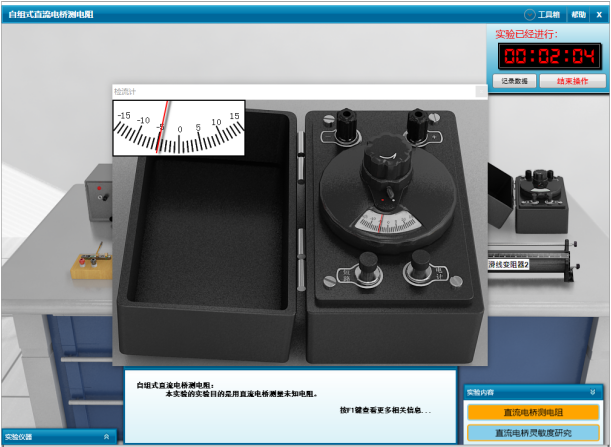 自组式直流电桥测电阻
工具箱 帮助 X
实验已经进行:
00:02:04
记录数据 结束操作
检流计
-15 -10 -5 0 5 10 15
滑线变阻器2
自组式直流电桥测电阻:
本实验的实验目的是用直流电桥测量未知电阻。
按F1键查看更多相关信息...
实验内容
直流电桥测电阻
直流电桥灵敏度研究
实验仪器